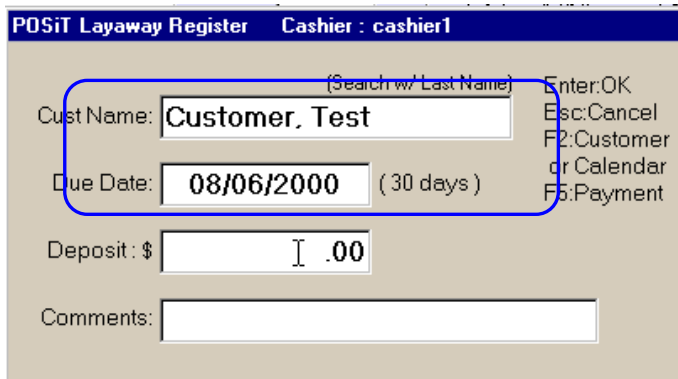 POSiT Layaway Register Cashier : cashier1
(Search w/ Last Name)
Cust Name: Customer, Test
Due Date: 08/06/2000 ( 30 days )
Deposit : $ .00
Comments:
Enter:OK
Esc:Cancel
F2:Customer
or Calendar
F5:Payment